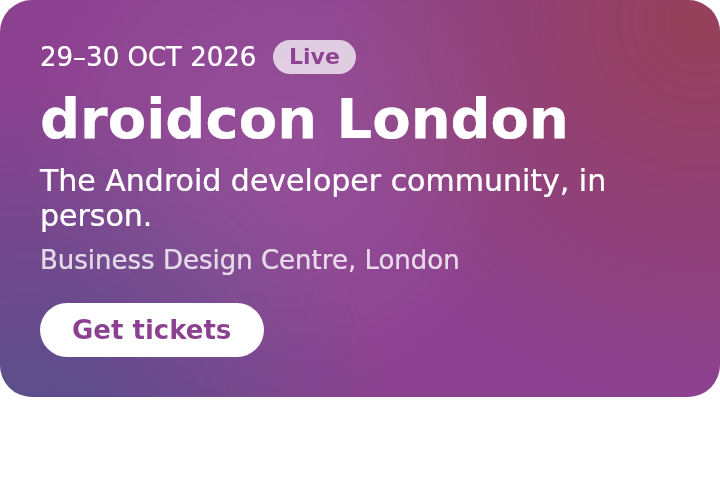 29–30 OCT 2026 Live
droidcon London
The Android developer community, in
person.
Business Design Centre, London
Get tickets